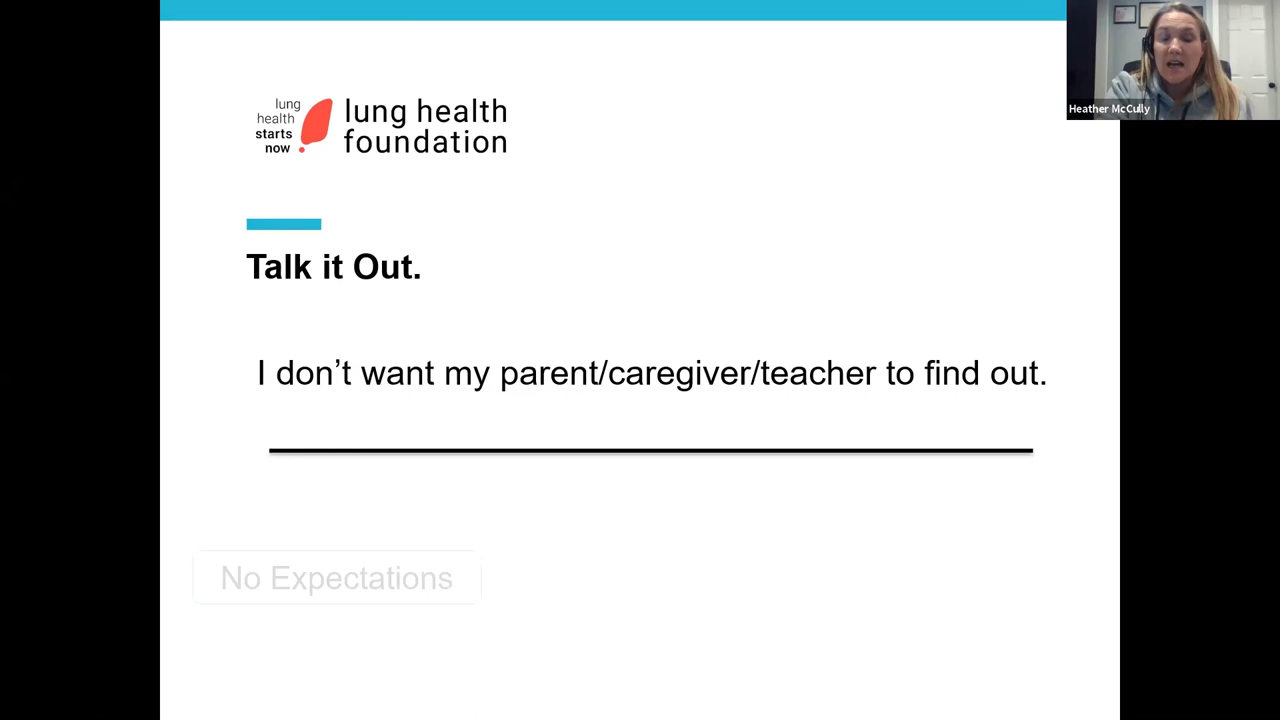 lung
health
starts
now
lung health
foundation
Heather McCully
Talk it Out.
I don’t want my parent/caregiver/teacher to find out.
No Expectations